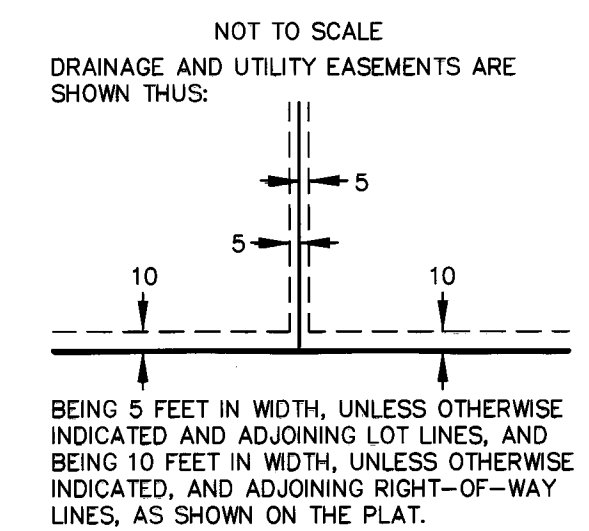 NOT TO SCALE
DRAINAGE AND UTILITY EASEMENTS ARE
SHOWN THUS:
5
5
10
10
BEING 5 FEET IN WIDTH, UNLESS OTHERWISE
INDICATED AND ADJOINING LOT LINES, AND
BEING 10 FEET IN WIDTH, UNLESS OTHERWISE
INDICATED, AND ADJOINING RIGHT-OF-WAY
LINES, AS SHOWN ON THE PLAT.